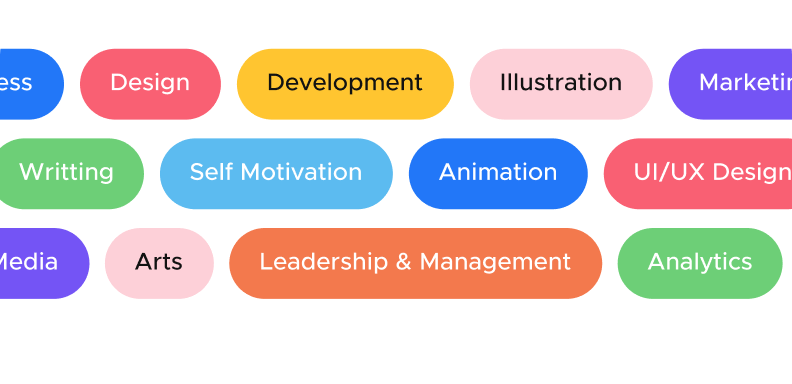 ess Design Development Illustration Marketin
Writting Self Motivation Animation UI/UX Design
Media Arts Leadership & Management Analytics